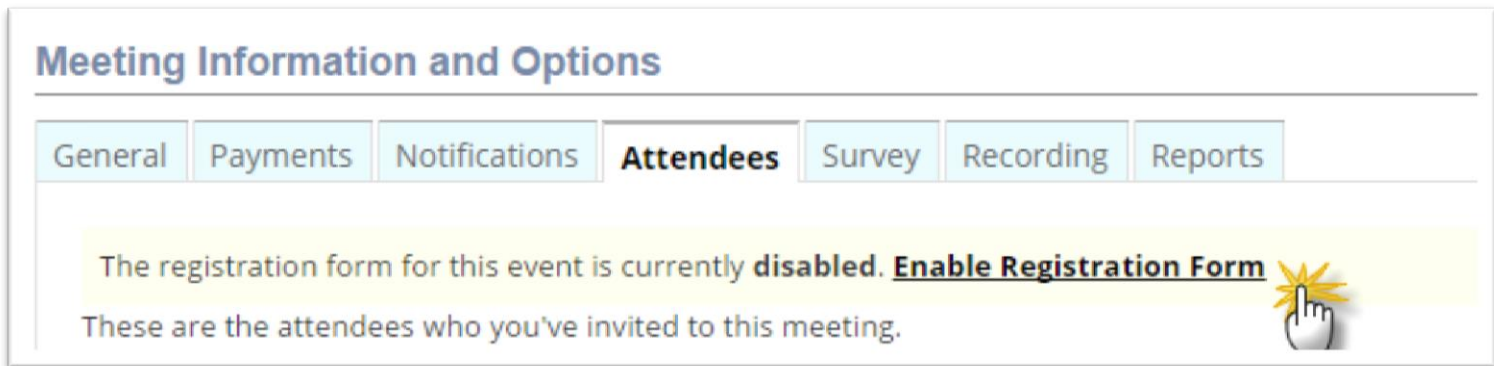 Meeting Information and Options
General Payments Notifications Attendees Survey Recording Reports
The registration form for this event is currently disabled. Enable Registration Form
These are the attendees who you've invited to this meeting.